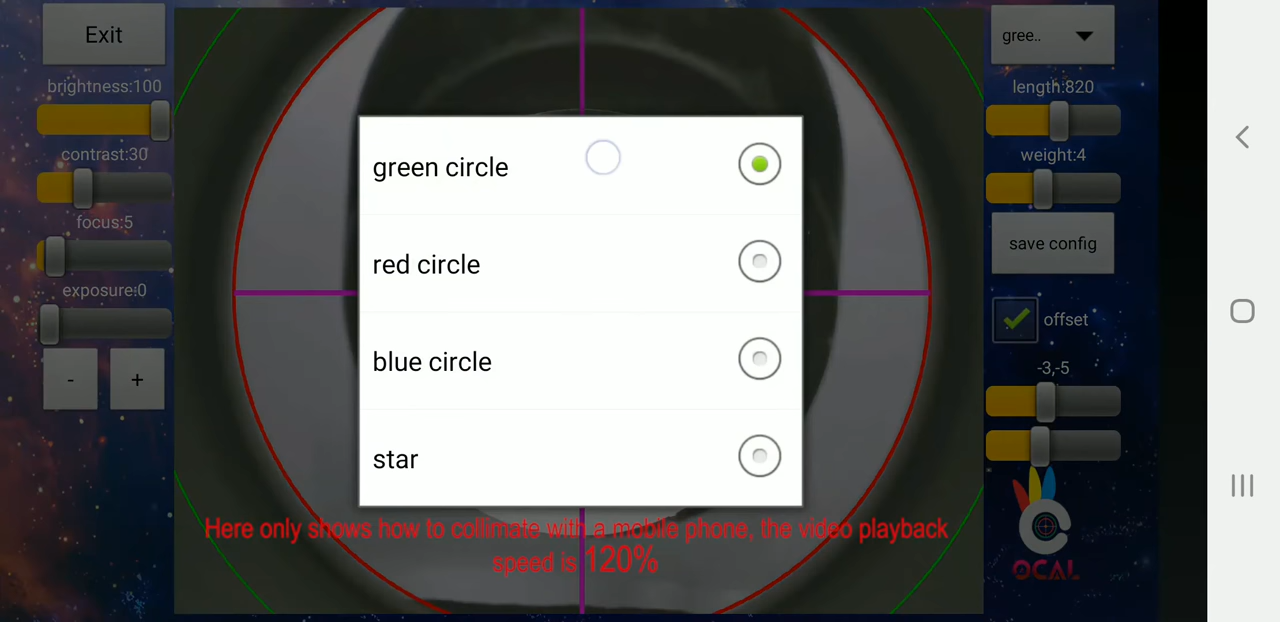 Exit
brightness:100
contrast:30
focus:5
exposure:0
-
+
green circle
red circle
blue circle
star
Here only shows how to collimate with a mobile phone, the video playback
speed is 120%
gree..
length:820
weight:4
save config
offset
-3,-5
OCAL